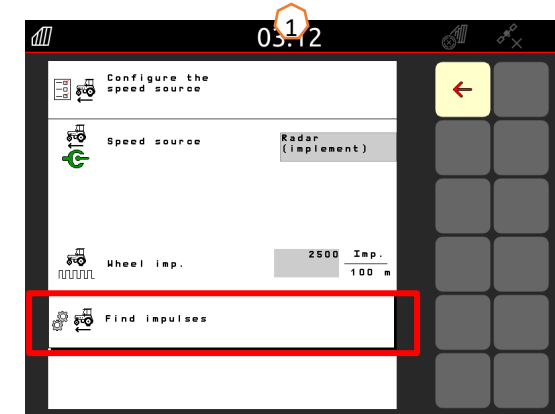 1
03:12
Configure the
speed source
Speed source
Radar
(implement)
Wheel imp.
2500 Imp.
100 m
Find impulses